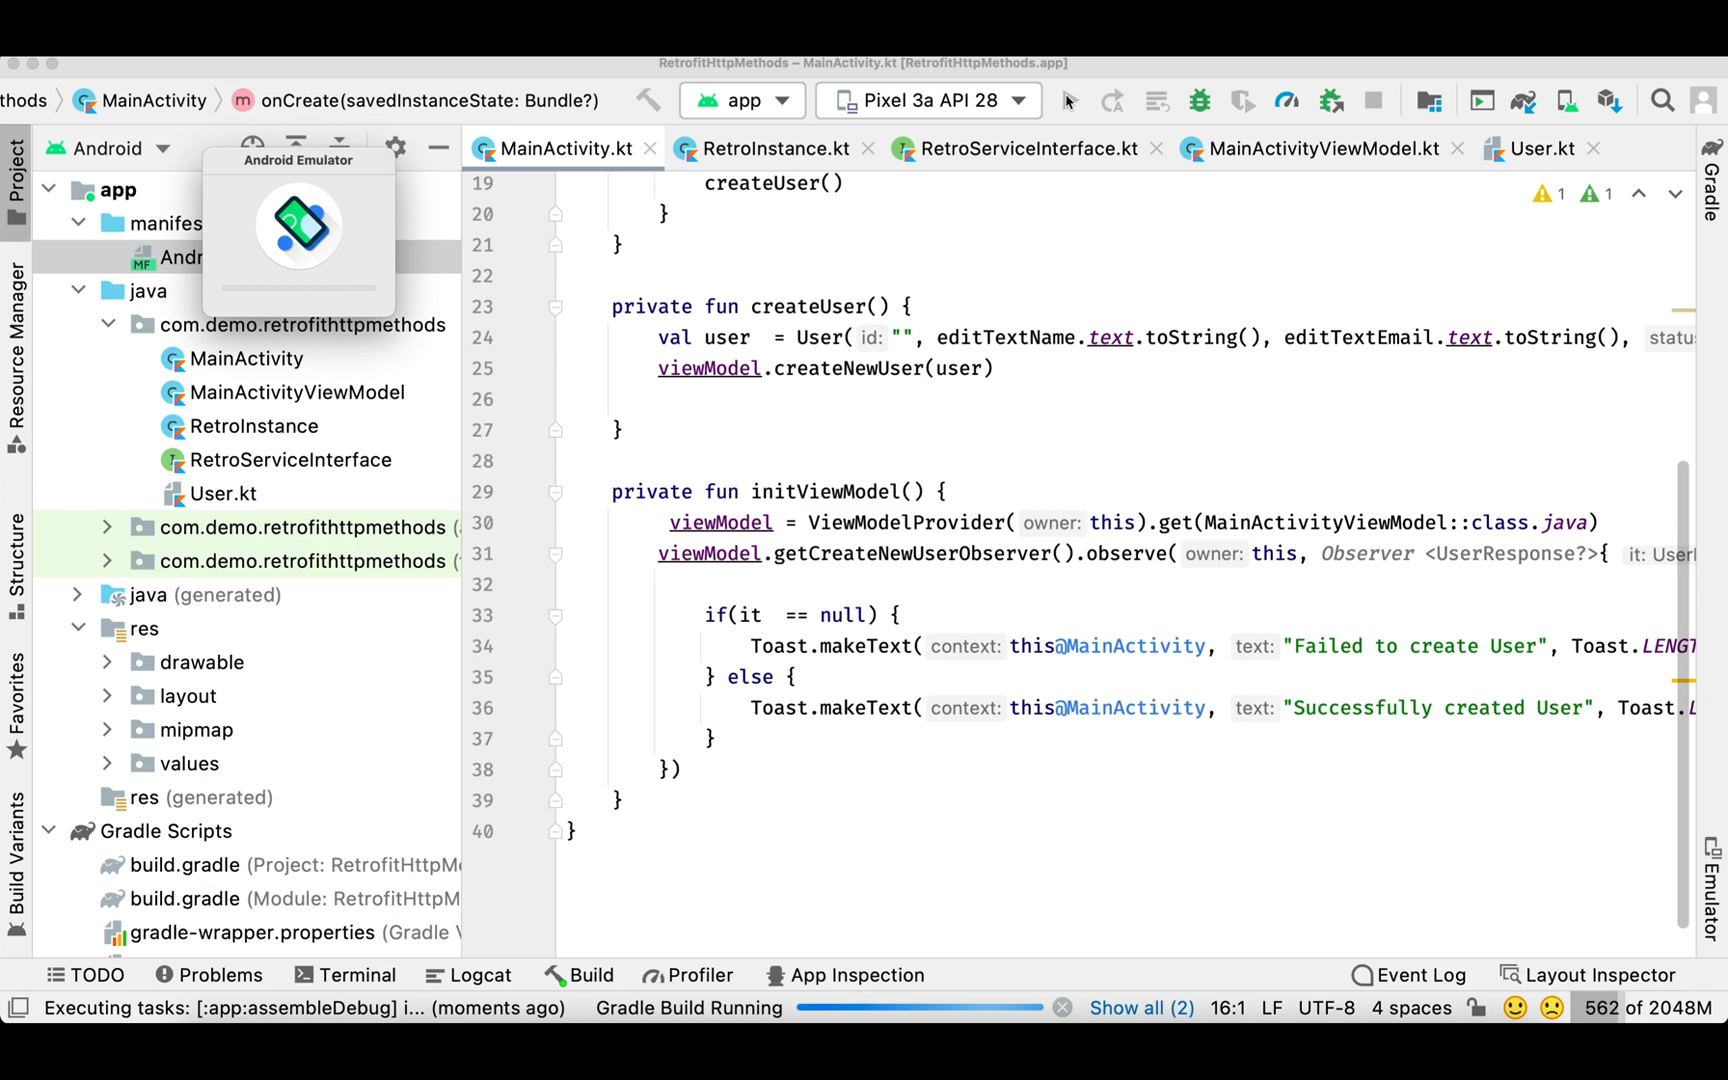 RetrofitHttpMethods – MainActivity.kt [RetrofitHttpMethods.app]
thods MainActivity m onCreate(savedInstanceState: Bundle?) app Pixel 3a API 28
Android
MainActivity.kt RetroInstance.kt RetroServiceInterface.kt MainActivityViewModel.kt User.kt
Android Emulator
Project
Resource Manager
Structure
Favorites
Build Variants
app
manifes
MF Andr
java
com.demo.retrofithttpmethods
MainActivity
MainActivityViewModel
RetroInstance
RetroServiceInterface
User.kt
com.demo.retrofithttpmethods
com.demo.retrofithttpmethods
java (generated)
res
drawable
layout
mipmap
values
res (generated)
Gradle Scripts
build.gradle (Project: RetrofitHttpM
build.gradle (Module: RetrofitHttpM
gradle-wrapper.properties (Gradle
1 1
19 createUser()
20 }
21 }
22
23 private fun createUser() {
24 val user  = User( id: "", editTextName.text.toString(), editTextEmail.text.toString(), status
25 viewModel.createNewUser(user)
26
27 }
28
29 private fun initViewModel() {
30 viewModel = ViewModelProvider( owner: this).get(MainActivityViewModel::class.java)
31 viewModel.getCreateNewUserObserver().observe( owner: this, Observer <UserResponse?>{ it: User
32
33 if(it  == null) {
34 Toast.makeText( context: this@MainActivity, text: "Failed to create User", Toast.LENGT
35 } else {
36 Toast.makeText( context: this@MainActivity, text: "Successfully created User", Toast.L
37 }
38 })
39 }
40 }
Gradle
Emulator
TODO Problems Terminal Logcat Build Profiler App Inspection Event Log Layout Inspector
Executing tasks: [:app:assembleDebug] i... (moments ago) Gradle Build Running Show all (2) 16:1 LF UTF-8 4 spaces 562 of 2048M